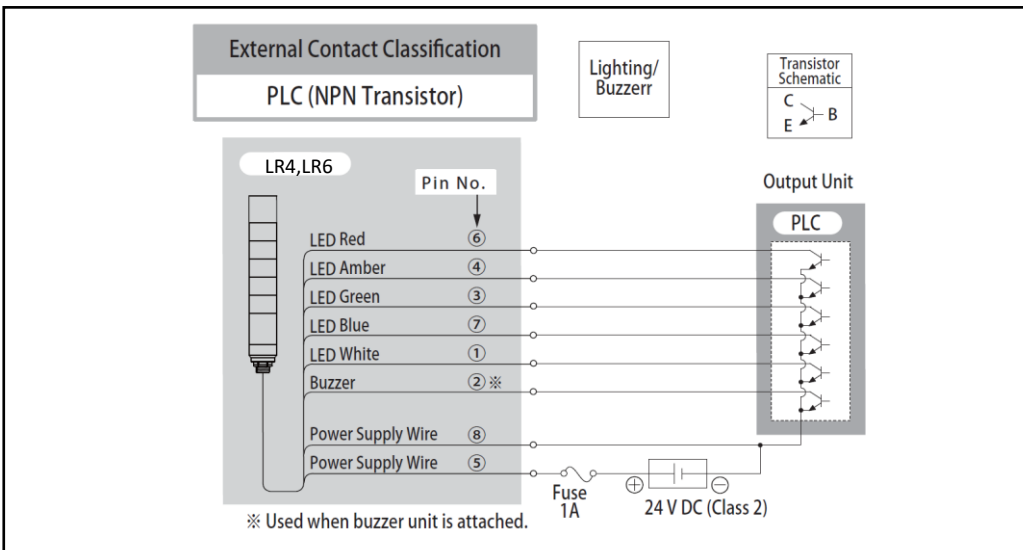 External Contact Classification
PLC (NPN Transistor)
Lighting/
Buzzerr
Transistor
Schematic
C
B
E
LR4,LR6
Pin No.
Output Unit
PLC
LED Red ⑥
LED Amber ④
LED Green ③
LED Blue ⑦
LED White ①
Buzzer ②※
Power Supply Wire ⑧
Power Supply Wire ⑤
Fuse
1A
⊕ ⊖
24 V DC (Class 2)
※ Used when buzzer unit is attached.